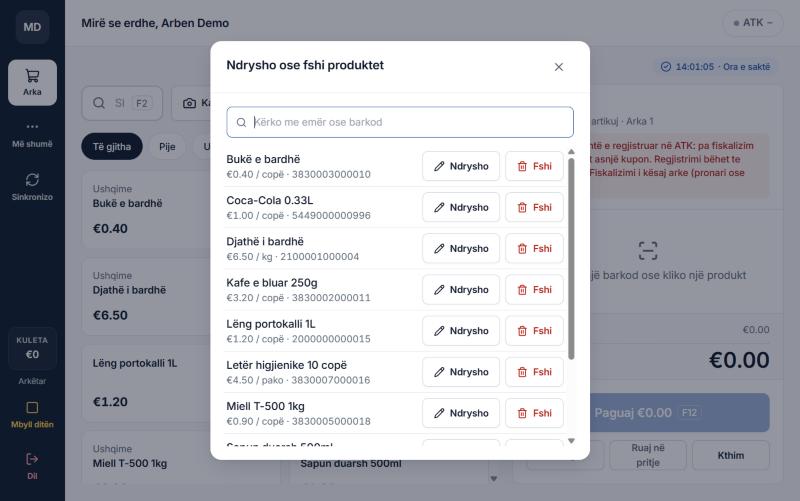 MD
Mirë se erdhe, Arben Demo
ATK –
Arka
Më shumë
Sinkronizo
KULETA
€0
Arkëtar
Mbyll ditën
Dil
14:01:05 · Ora e saktë
F2
Të gjitha
Pije
Ushqime
Bukë e bardhë
€0.40
Ushqime
Djathë i bardhë
€6.50
Lëng portokalli 1L
€1.20
Ushqime
Miell T-500 1kg
Sapun duarsh 500ml
Ndrysho ose fshi produktet
Kërko me emër ose barkod
Bukë e bardhë
€0.40 / copë · 3830003000010
Ndrysho
Fshi
Coca-Cola 0.33L
€1.00 / copë · 5449000000996
Ndrysho
Fshi
Djathë i bardhë
€6.50 / kg · 2100001000004
Ndrysho
Fshi
Kafe e bluar 250g
€3.20 / copë · 3830002000011
Ndrysho
Fshi
Lëng portokalli 1L
€1.20 / copë · 2000000000015
Ndrysho
Fshi
Letër higjienike 10 copë
€4.50 / pako · 3830007000016
Ndrysho
Fshi
Miell T-500 1kg
€0.90 / copë · 3830005000018
Ndrysho
Fshi
Sapun duarsh 500ml
artikuj · Arka 1
e regjistruar në ATK: pa fiskalizim
asnjë kupon. Regjistrimi bëhet te
Fiskalizimi i kësaj arke (pronari ose
një barkod ose kliko një produkt
€0.00
€0.00
Paguaj €0.00 F12
Ruaj në
pritje
Kthim